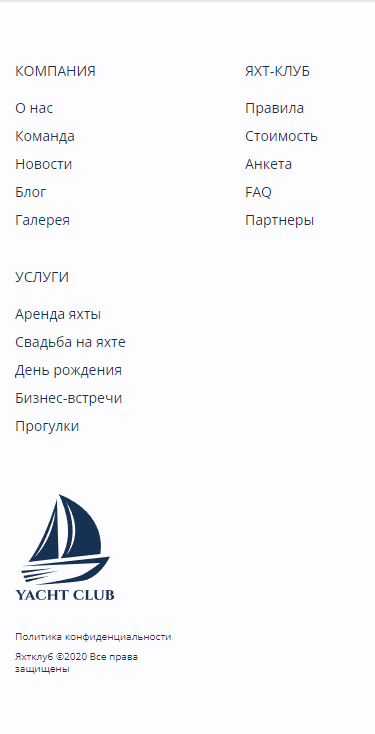 КОМПАНИЯ
О нас
Команда
Новости
Блог
Галерея
ЯХТ-КЛУБ
Правила
Стоимость
Анкета
FAQ
Партнеры
УСЛУГИ
Аренда яхты
Свадьба на яхте
День рождения
Бизнес-встречи
Прогулки
YACHT CLUB
Политика конфиденциальности
Яхтклуб ©2020 Все права
защищены